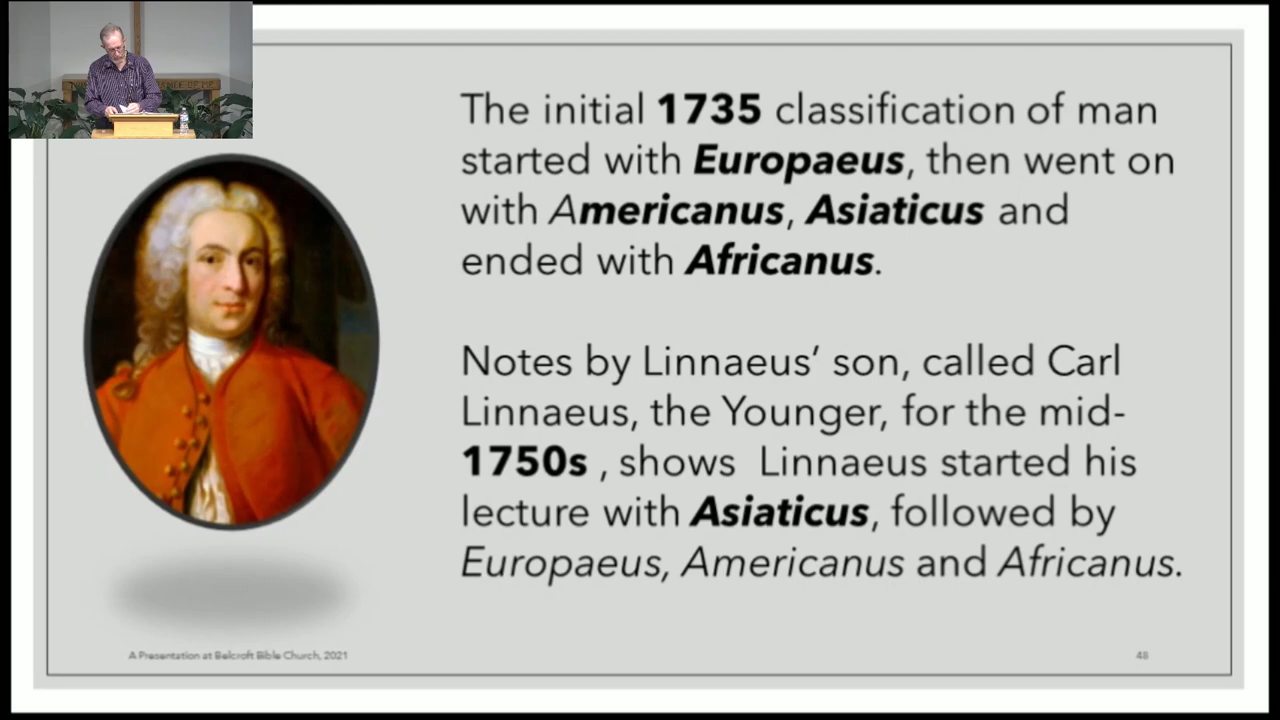 The initial 1735 classification of man
started with Europaeus, then went on
with Americanus, Asiaticus and
ended with Africanus.
Notes by Linnaeus' son, called Carl
Linnaeus, the Younger, for the mid-
1750s , shows  Linnaeus started his
lecture with Asiaticus, followed by
Europaeus, Americanus and Africanus.
A Presentation at Belcroft Bible Church, 2021
48